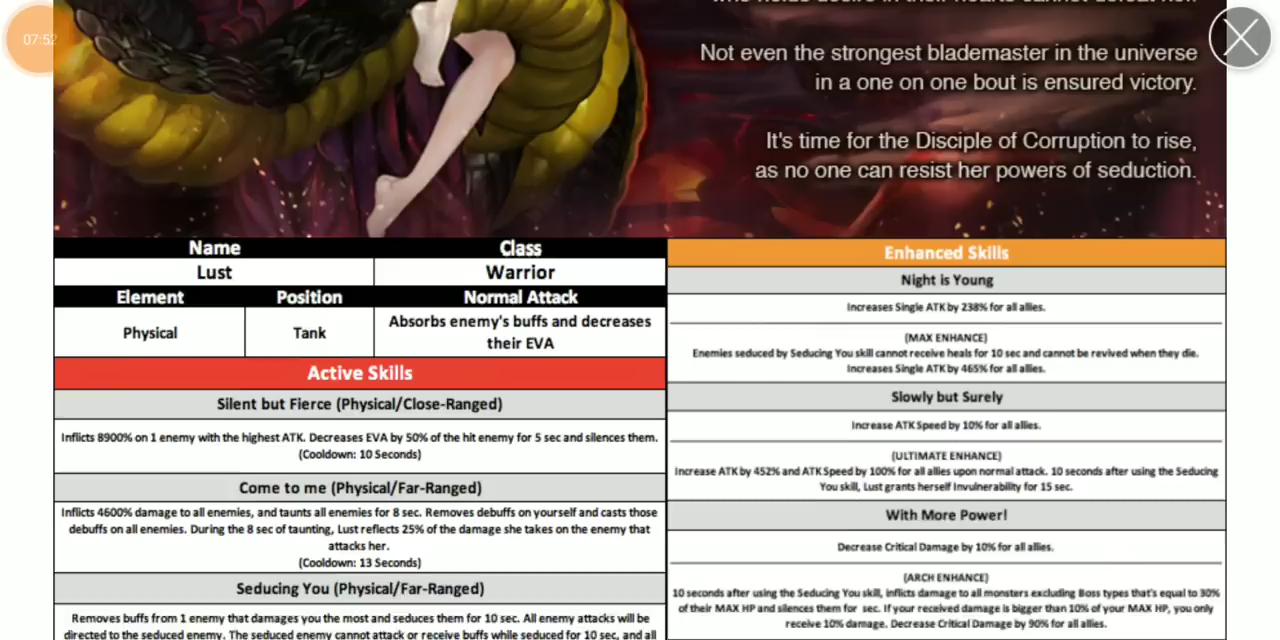 07:52
Not even the strongest blademaster in the universe
in a one on one bout is ensured victory.
It's time for the Disciple of Corruption to rise,
as no one can resist her powers of seduction.
Name
Class
Lust
Warrior
Element
Position
Normal Attack
Physical
Tank
Absorbs enemy's buffs and decreases
their EVA
Active Skills
Silent but Fierce (Physical/Close-Ranged)
Inflicts 8900% on 1 enemy with the highest ATK. Decreases EVA by 50% of the hit enemy for 5 sec and silences them.
(Cooldown: 10 Seconds)
Come to me (Physical/Far-Ranged)
Inflicts 4600% damage to all enemies, and taunts all enemies for 8 sec. Removes debuffs on yourself and casts those
debuffs on all enemies. During the 8 sec of taunting, Lust reflects 25% of the damage she takes on the enemy that
attacks her.
(Cooldown: 13 Seconds)
Seducing You (Physical/Far-Ranged)
Removes buffs from 1 enemy that damages you the most and seduces them for 10 sec. All enemy attacks will be
directed to the seduced enemy. The seduced enemy cannot attack or receive buffs while seduced for 10 sec, and all
Enhanced Skills
Night is Young
Increases Single ATK by 238% for all allies.
(MAX ENHANCE)
Enemies seduced by Seducing You skill cannot receive heals for 10 sec and cannot be revived when they die.
Increases Single ATK by 465% for all allies.
Slowly but Surely
Increase ATK Speed by 10% for all allies.
(ULTIMATE ENHANCE)
Increase ATK by 452% and ATK Speed by 100% for all allies upon normal attack. 10 seconds after using the Seducing
You skill, Lust grants herself Invulnerability for 15 sec.
With More Power!
Decrease Critical Damage by 10% for all allies.
(ARCH ENHANCE)
10 seconds after using the Seducing You skill, inflicts damage to all monsters excluding Boss types that's equal to 30%
of their MAX HP and silences them for sec. If your received damage is bigger than 10% of your MAX HP, you only
receive 10% damage. Decrease Critical Damage by 90% for all allies.